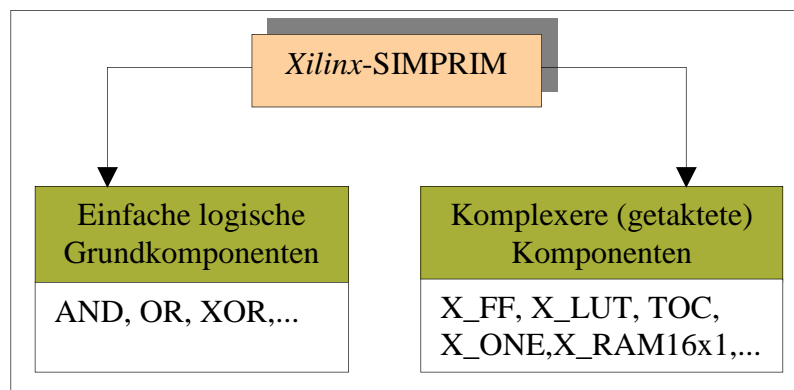 Xilinx-SIMPRIM
Einfache logische
Grundkomponenten
AND, OR, XOR,...
Komplexere (getaktete)
Komponenten
X_FF, X_LUT, TOC,
X_ONE,X_RAM16x1,...